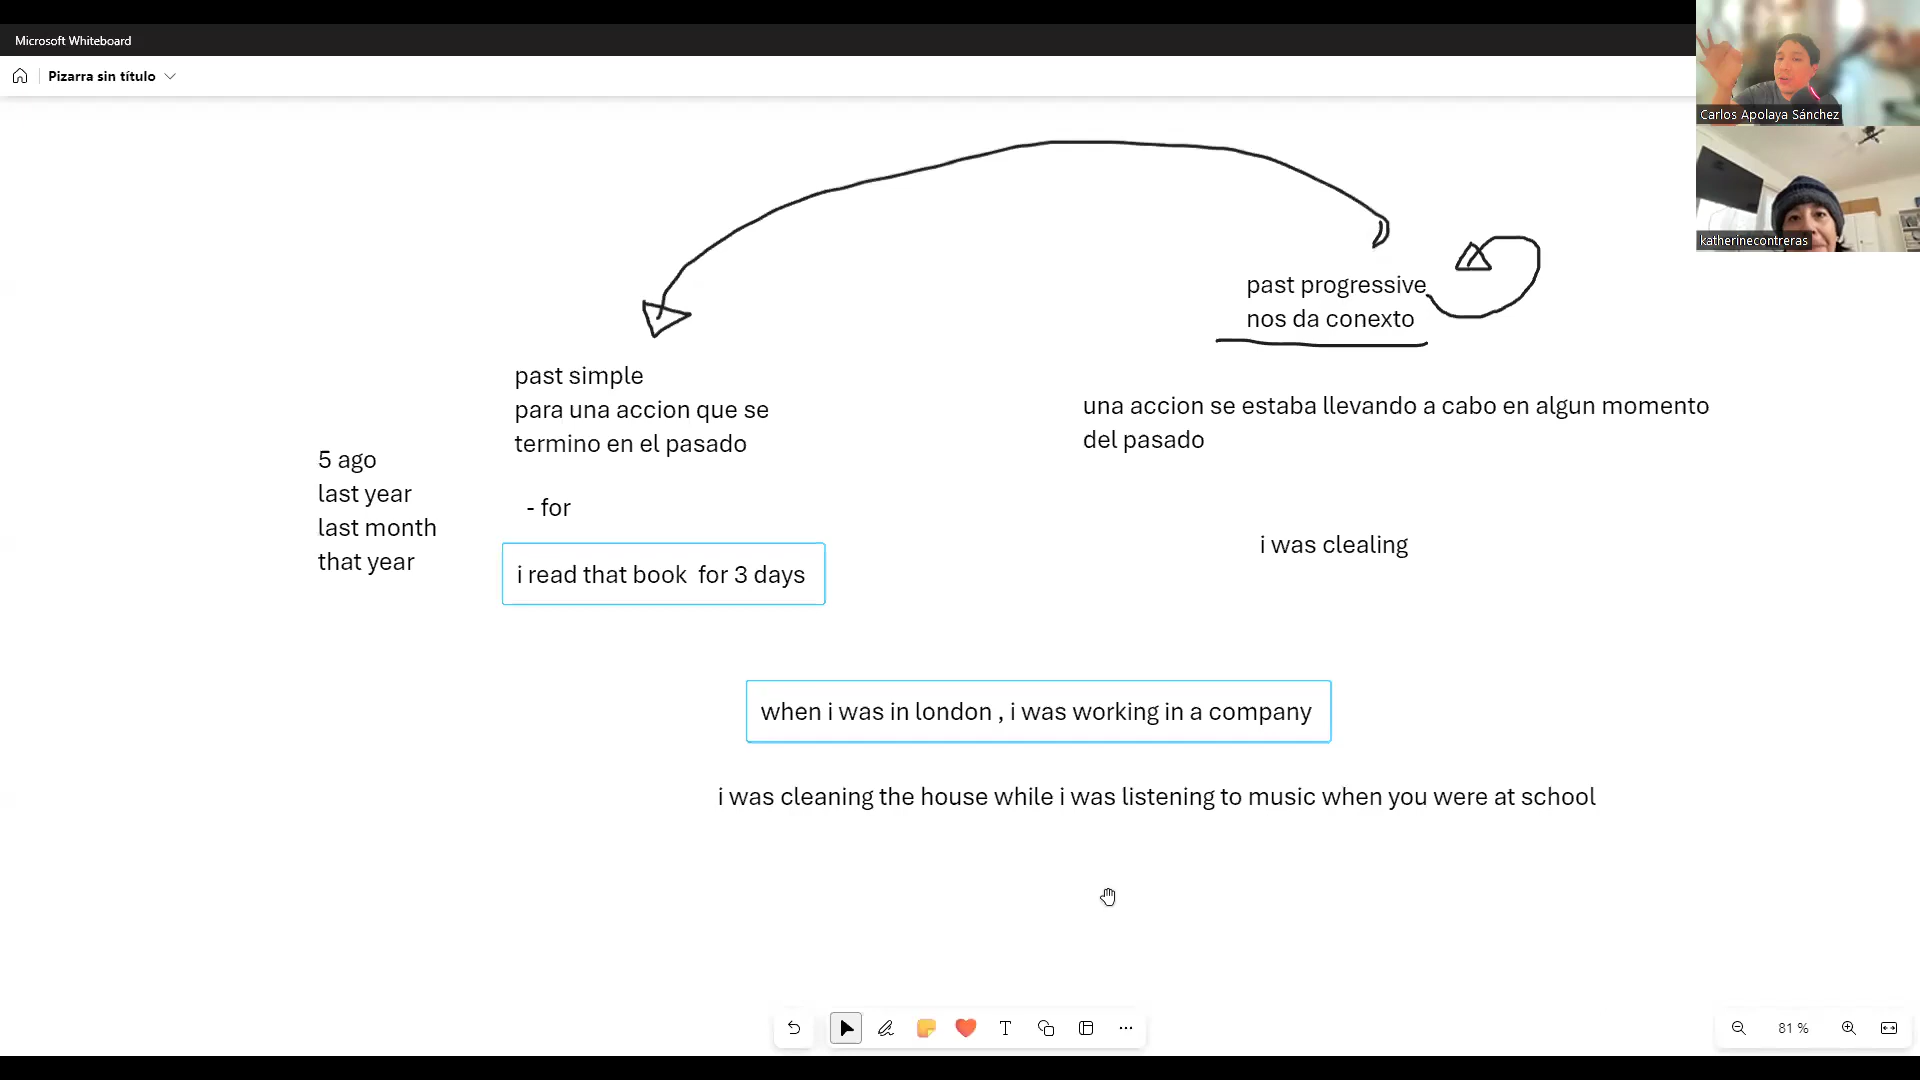 Microsoft Whiteboard
Pizarra sin título
Carlos Apolaya Sánchez
katherinecontreras
past progressive
nos da conexto
past simple
para una accion que se
termino en el pasado
una accion se estaba llevando a cabo en algun momento
del pasado
5 ago
last year
last month
that year
- for
i read that book for 3 days
i was clealing
when i was in london , i was working in a company
i was cleaning the house while i was listening to music when you were at school
81 %